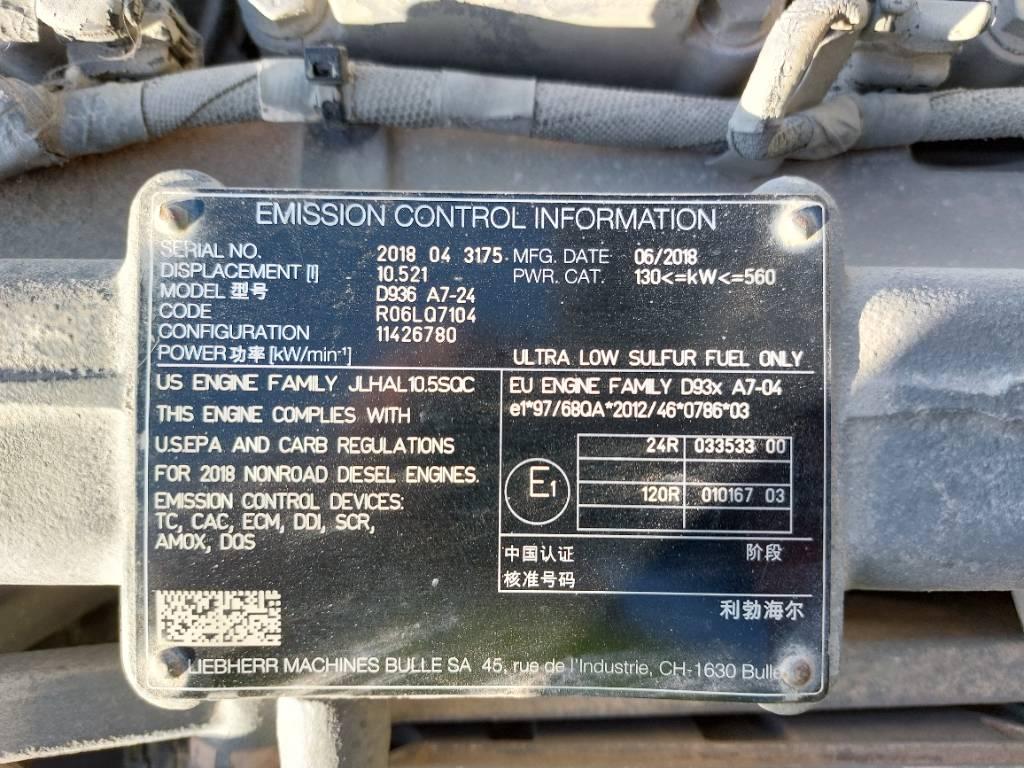 EMISSION CONTROL INFORMATION
SERIAL NO. 2018 04 3175 MFG. DATE 06/2018
DISPLACEMENT [l] 10.521 PWR. CAT. 130<=kW<=560
MODEL 型号 D936 A7-24
CODE R06LQ7104
CONFIGURATION 11426780
POWER 功率 [kW/min⁻¹] ULTRA LOW SULFUR FUEL ONLY
US ENGINE FAMILY JLHAL10.5SQC
THIS ENGINE COMPLIES WITH
U.S.EPA AND CARB REGULATIONS
FOR 2018 NONROAD DIESEL ENGINES.
EMISSION CONTROL DEVICES:
TC, CAC, ECM, DDI, SCR,
AMOX, DOS
EU ENGINE FAMILY D93x A7-04
e1*97/68QA*2012/46*0786*03
24R 033533 00
E1
120R 010167 03
中国认证 阶段
核准号码
利勃海尔
LIEBHERR MACHINES BULLE SA 45, rue de l'Industrie, CH-1630 Bulle